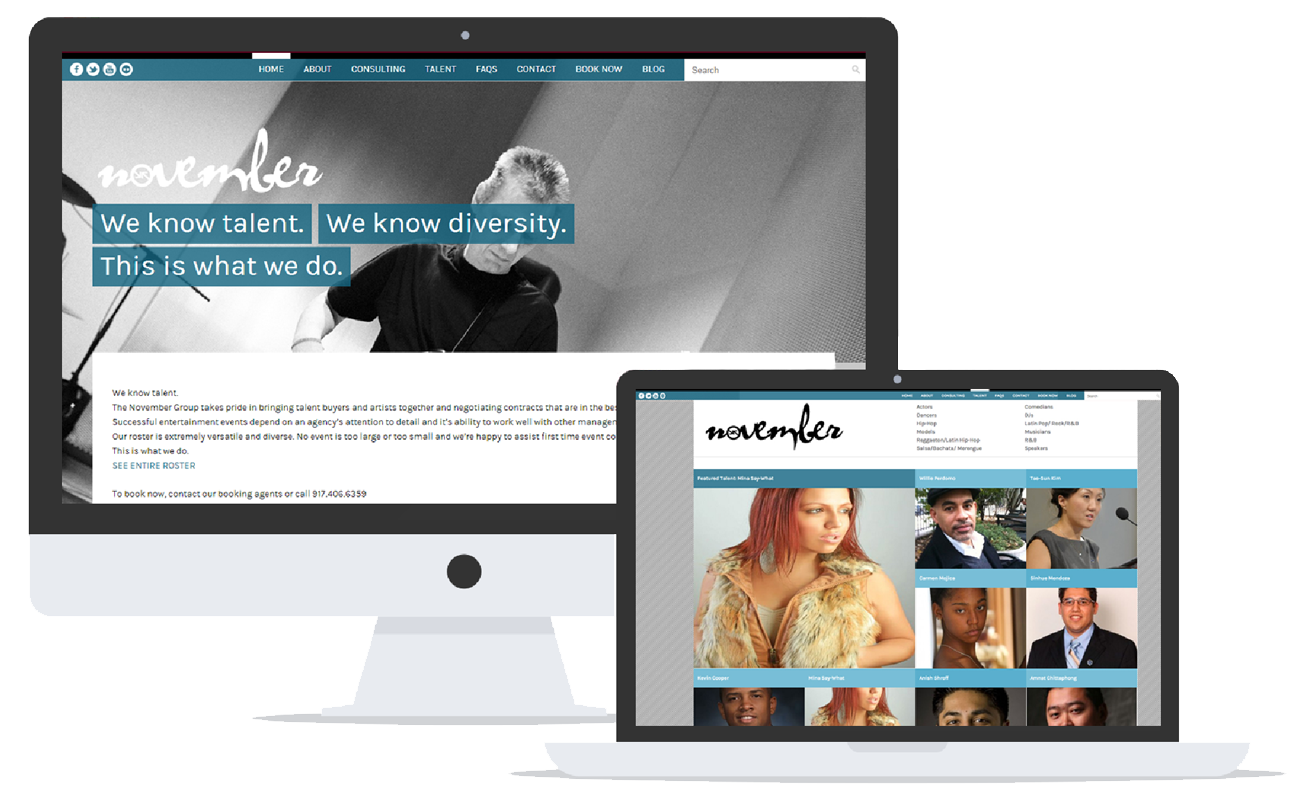 HOME ABOUT CONSULTING TALENT FAQS CONTACT BOOK NOW BLOG Search
november
We know talent. We know diversity.
This is what we do.
We know talent.
The November Group takes pride in bringing talent buyers and artists together and negotiating contracts that are in the bes
Successful entertainment events depend on an agency's attention to detail and it's ability to work well with other manager
Our roster is extremely versatile and diverse. No event is too large or too small and we're happy to assist first time event co
This is what we do.
SEE ENTIRE ROSTER
To book now, contact our booking agents or call 917.406.6359
HOME ABOUT CONSULTING TALENT FAQS CONTACT BOOK NOW BLOG Search
november
Actors Comedians
Dancers DJs
Hip-Hop Latin Pop/ Rock/R&B
Models Musicians
Reggaeton/Latin Hip-Hop R&B
Salsa/Bachata/ Merengue Speakers
Featured Talent: Mina Say-What Willie Perdomo Tae-Sun Kim
Carmen Mojica Sinhue Mendoza
Kevin Cooper Mina Say-What Anish Shroff